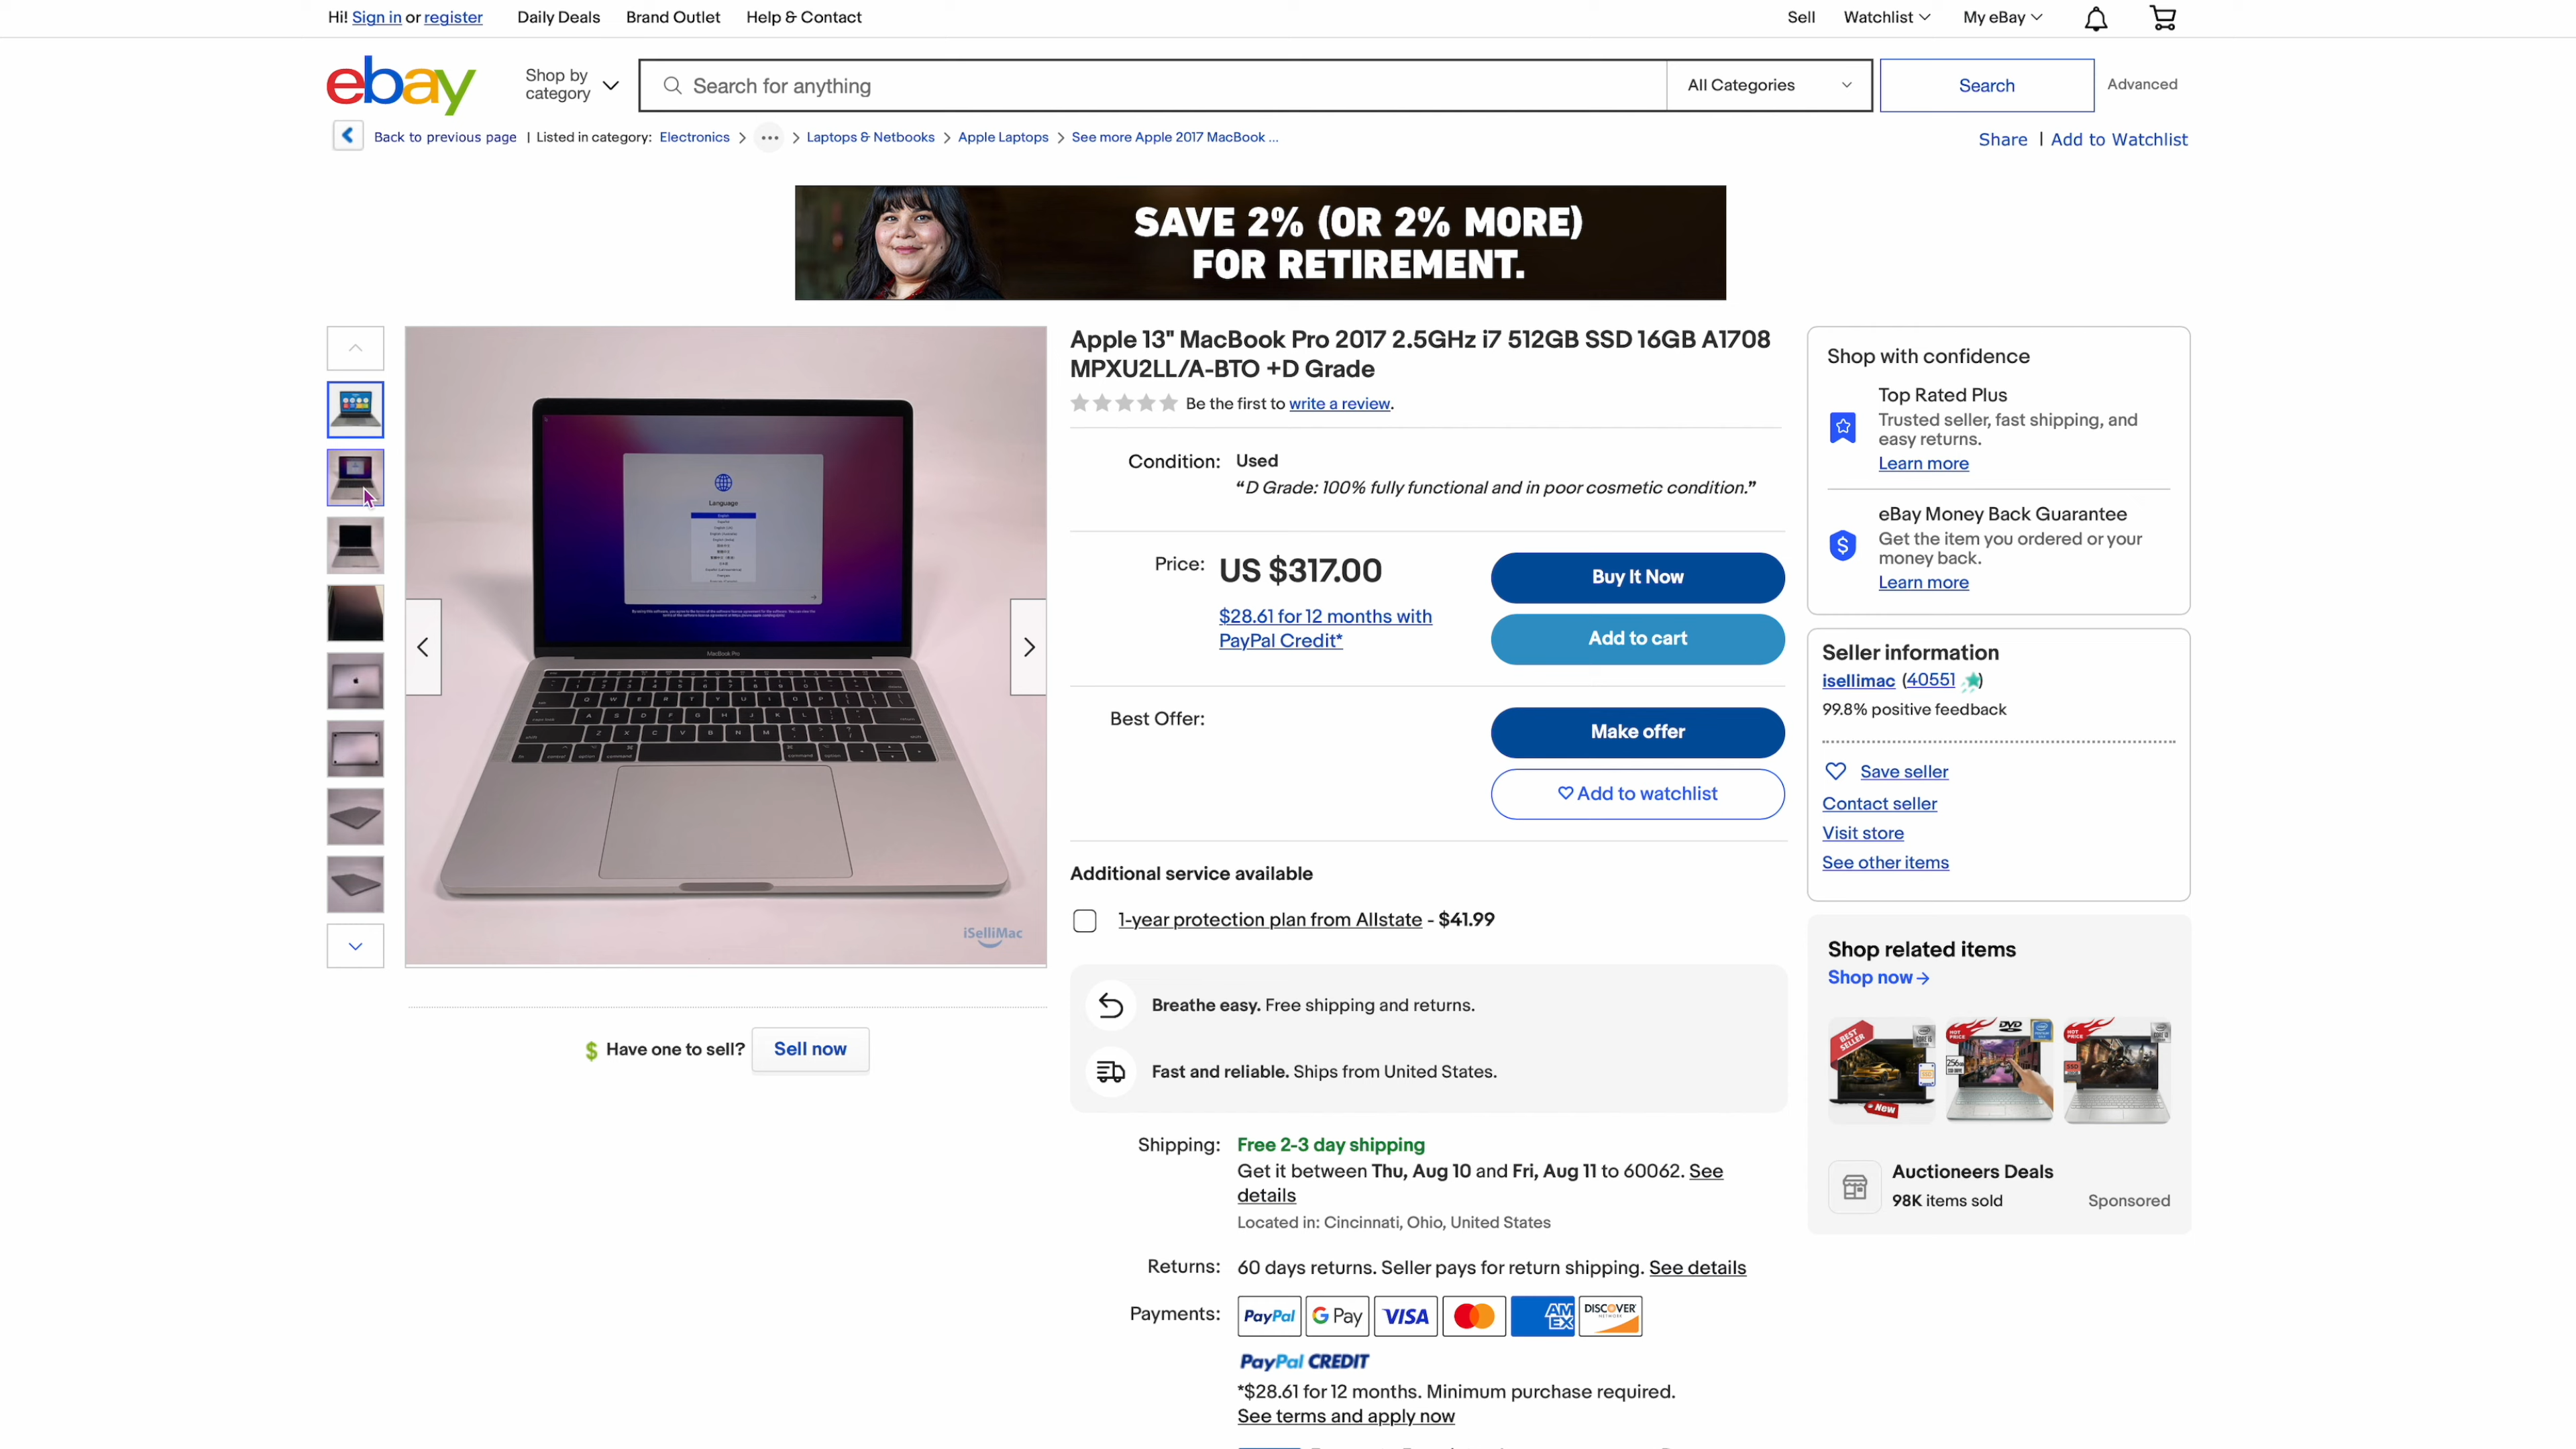 Hi! Sign in or register Daily Deals Brand Outlet Help & Contact Sell Watchlist My eBay
ebay Shop by category Search for anything All Categories Search Advanced
Back to previous page | Listed in category: Electronics > ... > Laptops & Netbooks > Apple Laptops > See more Apple 2017 MacBook ... Share | Add to Watchlist
SAVE 2% (OR 2% MORE)
FOR RETIREMENT.
Language
English
MacBook Pro
iSelliMac
$ Have one to sell? Sell now
Apple 13" MacBook Pro 2017 2.5GHz i7 512GB SSD 16GB A1708
MPXU2LL/A-BTO +D Grade
Be the first to write a review.
Condition: Used
“D Grade: 100% fully functional and in poor cosmetic condition.”
Price: US $317.00 Buy It Now
$28.61 for 12 months with
PayPal Credit*
Add to cart
Best Offer: Make offer
Add to watchlist
Additional service available
1-year protection plan from Allstate - $41.99
Breathe easy. Free shipping and returns.
Fast and reliable. Ships from United States.
Shipping: Free 2-3 day shipping
Get it between Thu, Aug 10 and Fri, Aug 11 to 60062. See
details
Located in: Cincinnati, Ohio, United States
Returns: 60 days returns. Seller pays for return shipping. See details
Payments: PayPal G Pay VISA AM EX DISCOVER
PayPal CREDIT
*$28.61 for 12 months. Minimum purchase required.
See terms and apply now
Shop with confidence
Top Rated Plus
Trusted seller, fast shipping, and
easy returns.
Learn more
eBay Money Back Guarantee
Get the item you ordered or your
money back.
Learn more
Seller information
isellimac (40551)
99.8% positive feedback
Save seller
Contact seller
Visit store
See other items
Shop related items
Shop now
BEST SELLER
New
HOT PRICE
DVD
HOT PRICE
Auctioneers Deals
98K items sold Sponsored